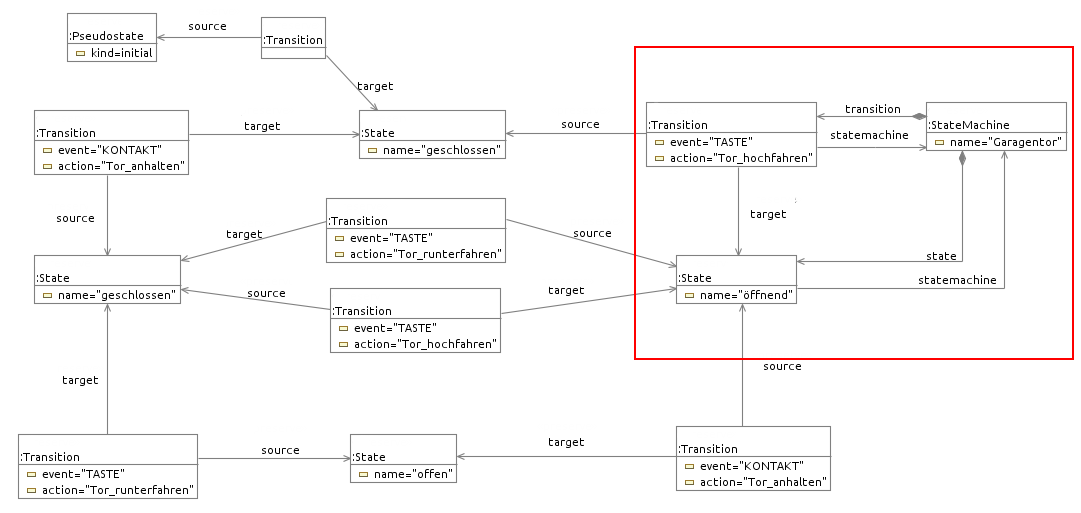 :Pseudostate
kind=initial
source
:Transition
target
:Transition
event="KONTAKT"
action="Tor_anhalten"
target
:State
name="geschlossen"
source
:Transition
event="TASTE"
action="Tor_hochfahren"
transition
statemachine
:StateMachine
name="Garagentor"
source
target
:Transition
event="TASTE"
action="Tor_runterfahren"
source
target
:State
name="geschlossen"
source
:Transition
event="TASTE"
action="Tor_hochfahren"
target
:State
name="öffnend"
state
statemachine
target
source
:Transition
event="TASTE"
action="Tor_runterfahren"
source
:State
name="offen"
target
:Transition
event="KONTAKT"
action="Tor_anhalten"